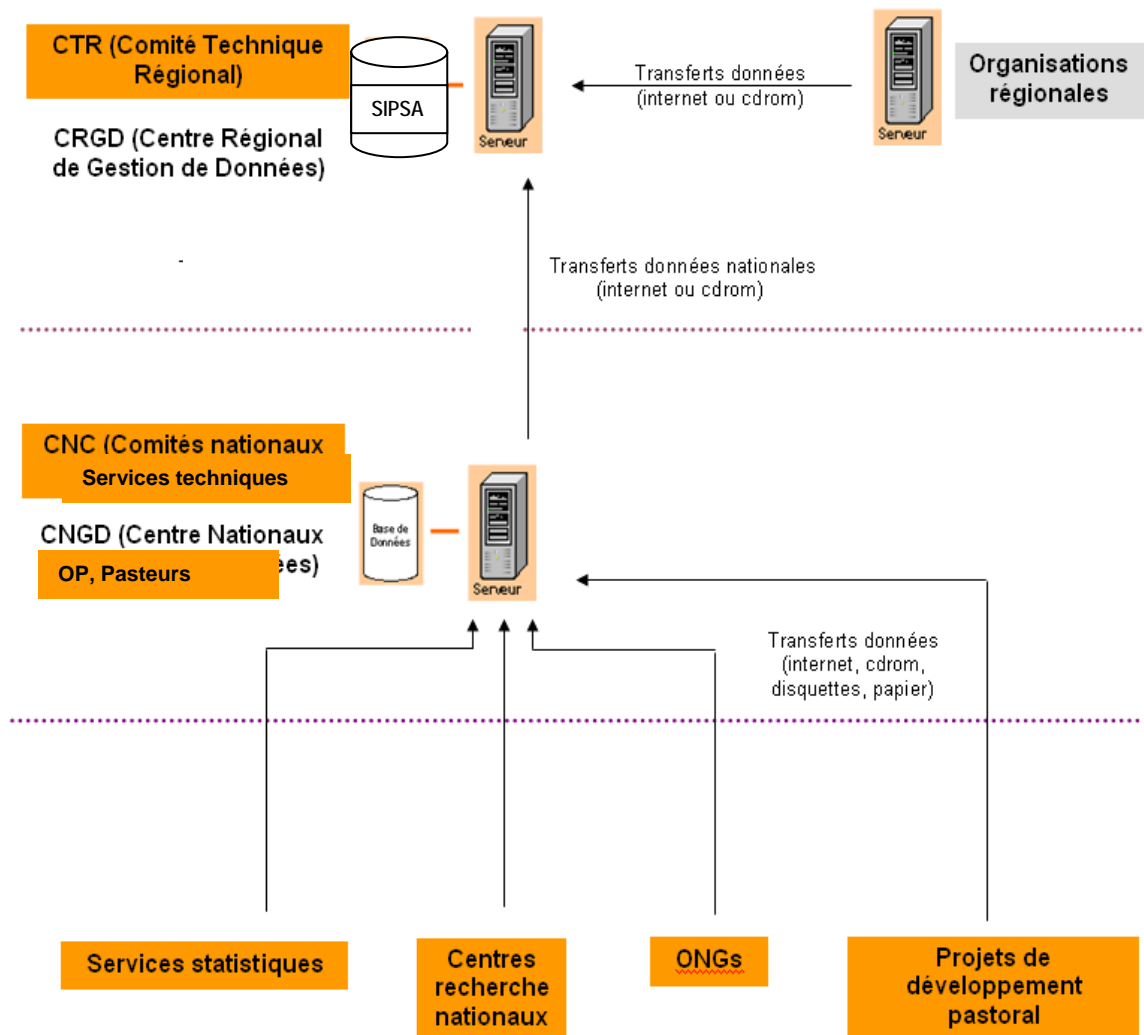 CTR (Comité Technique
Régional)
SIPSA
Serveur
CRGD (Centre Régional
de Gestion de Données)
Transferts données
(internet ou cdrom)
Serveur
Organisations
régionales
-
Transferts données nationales
(internet ou cdrom)
CNC (Comités nationaux
Services techniques
CNGD (Centre Nationaux
ées)
OP, Pasteurs
Base de
Données
Serveur
Transferts données
(internet, cdrom,
disquettes, papier)
Services statistiques
Centres
recherche
nationaux
ONGs
Projets de
développement
pastoral